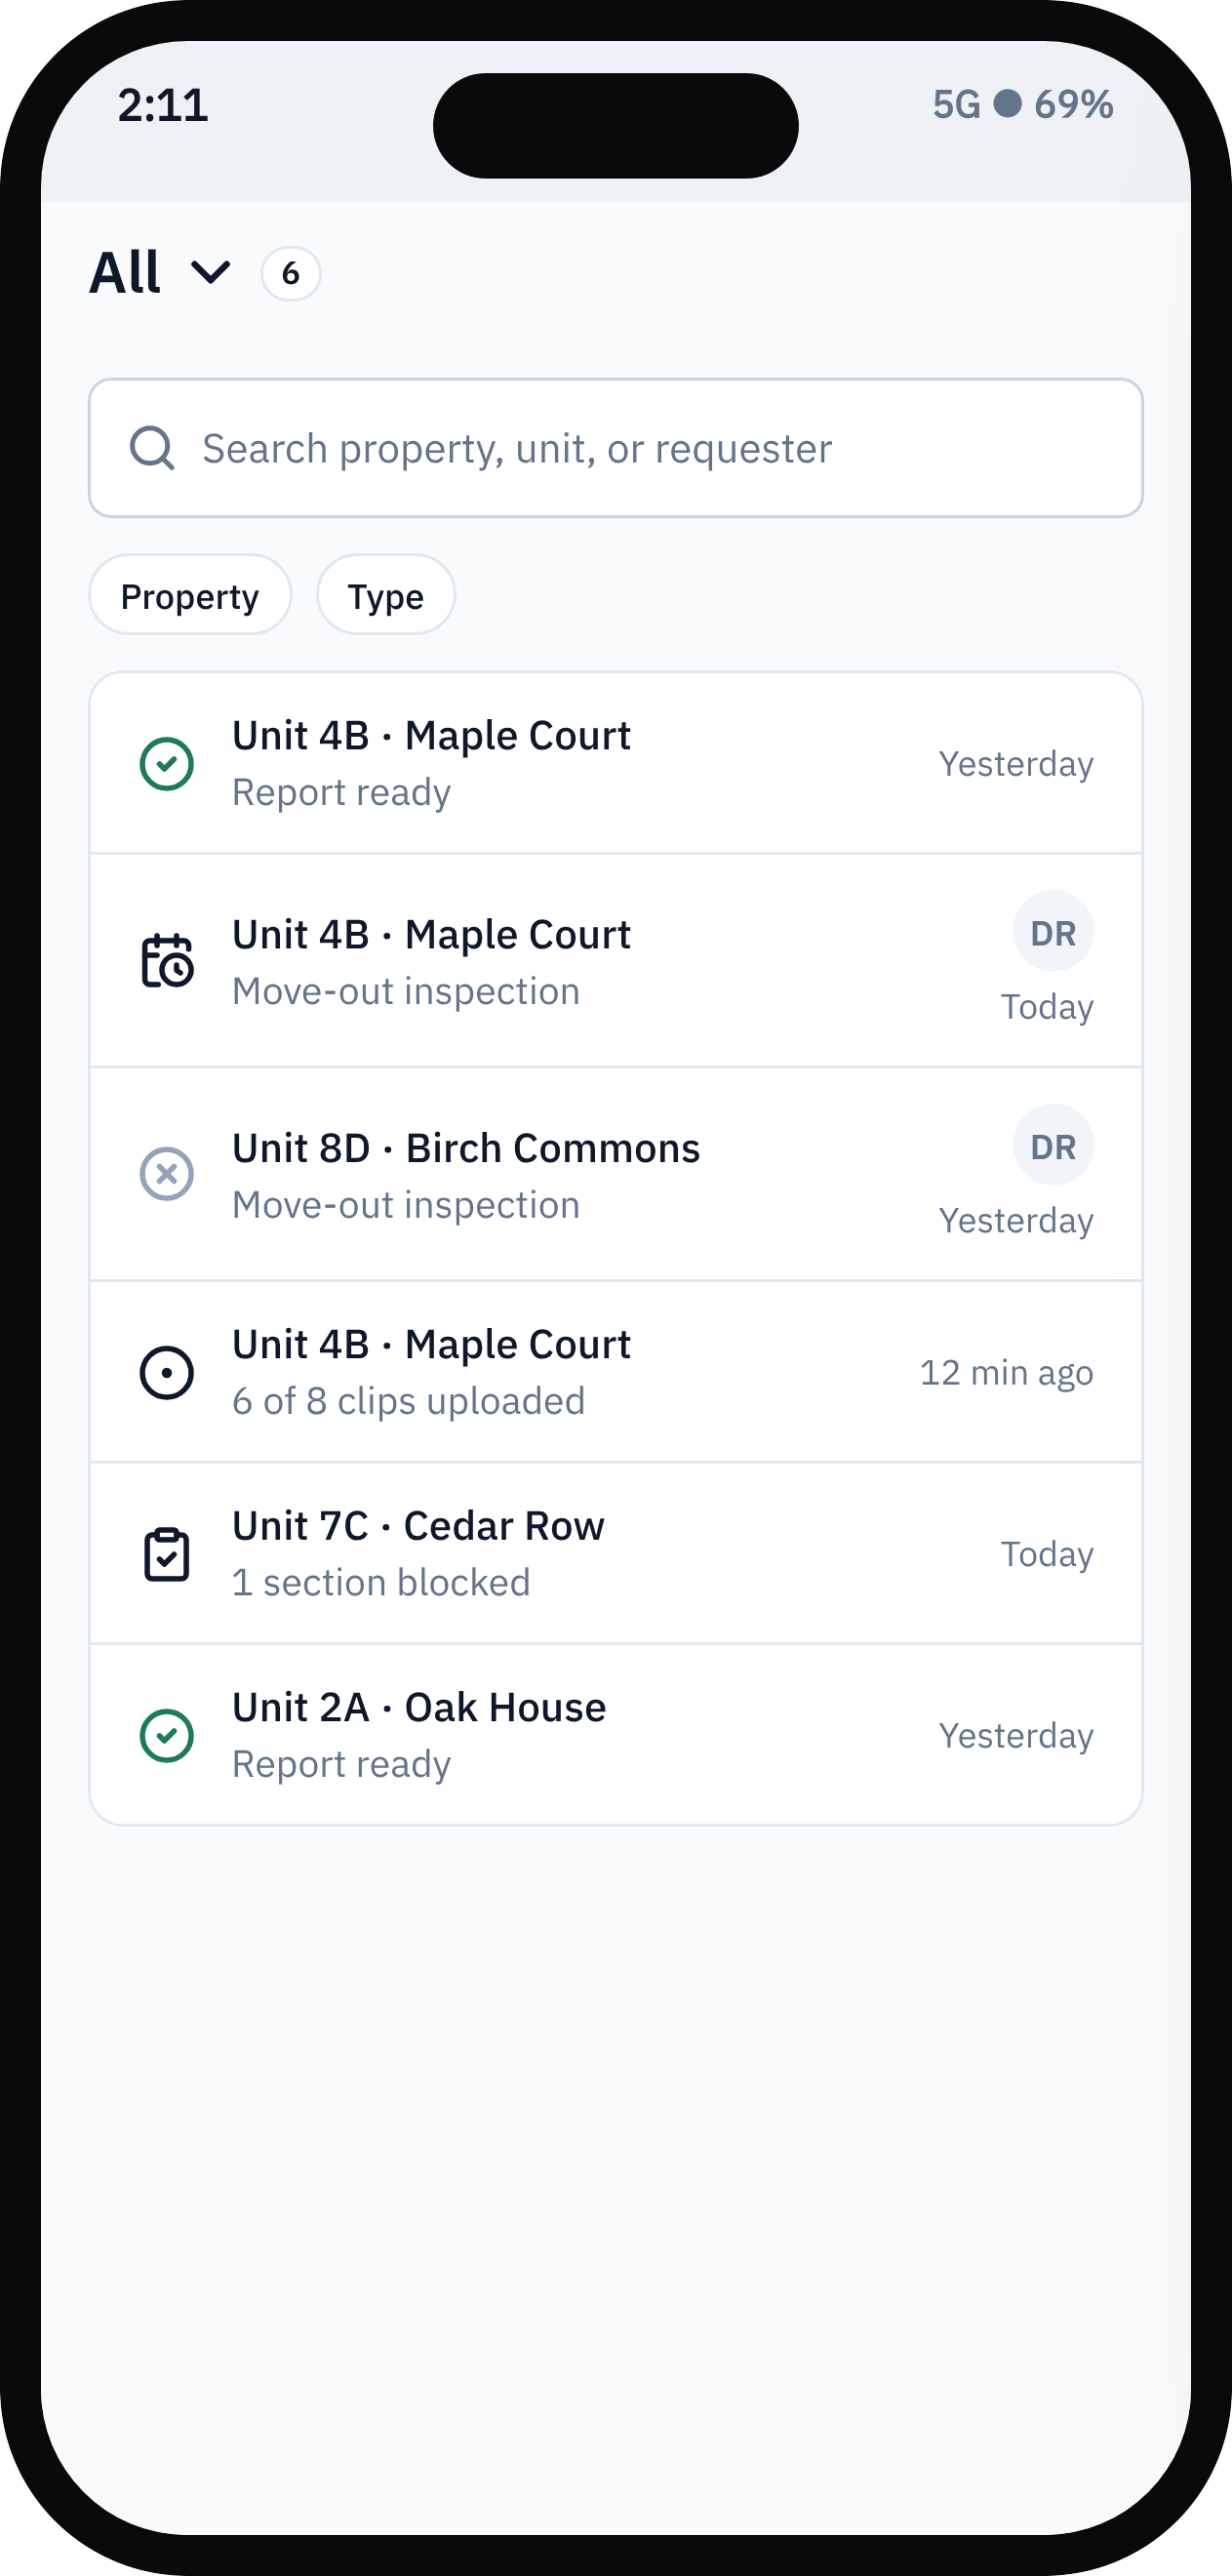 2:11
5G 69%
All 6
Search property, unit, or requester
Property Type
Unit 4B · Maple Court
Report ready
Yesterday
Unit 4B · Maple Court
Move-out inspection
DR
Today
Unit 8D · Birch Commons
Move-out inspection
DR
Yesterday
Unit 4B · Maple Court
6 of 8 clips uploaded
12 min ago
Unit 7C · Cedar Row
1 section blocked
Today
Unit 2A · Oak House
Report ready
Yesterday